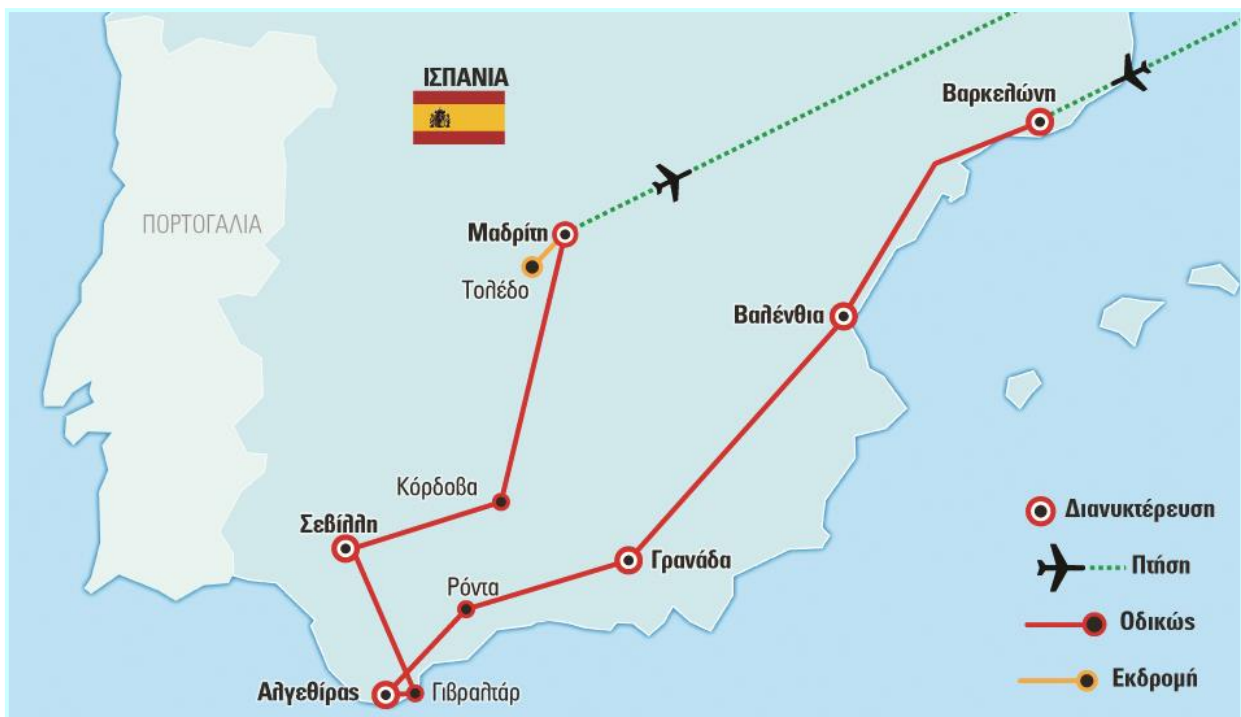 ΙΣΠΑΝΙΑ
Βαρκελώνη
ΠΟΡΤΟΓΑΛΙΑ
Μαδρίτη
Τολέδο
Βαλένθια
Κόρδοβα
Σεβίλλη
Γρανάδα
Ρόντα
Αλγεθίρας
Γιβραλτάρ
Διανυκτέρευση
Πτήση
Οδικώς
Εκδρομή